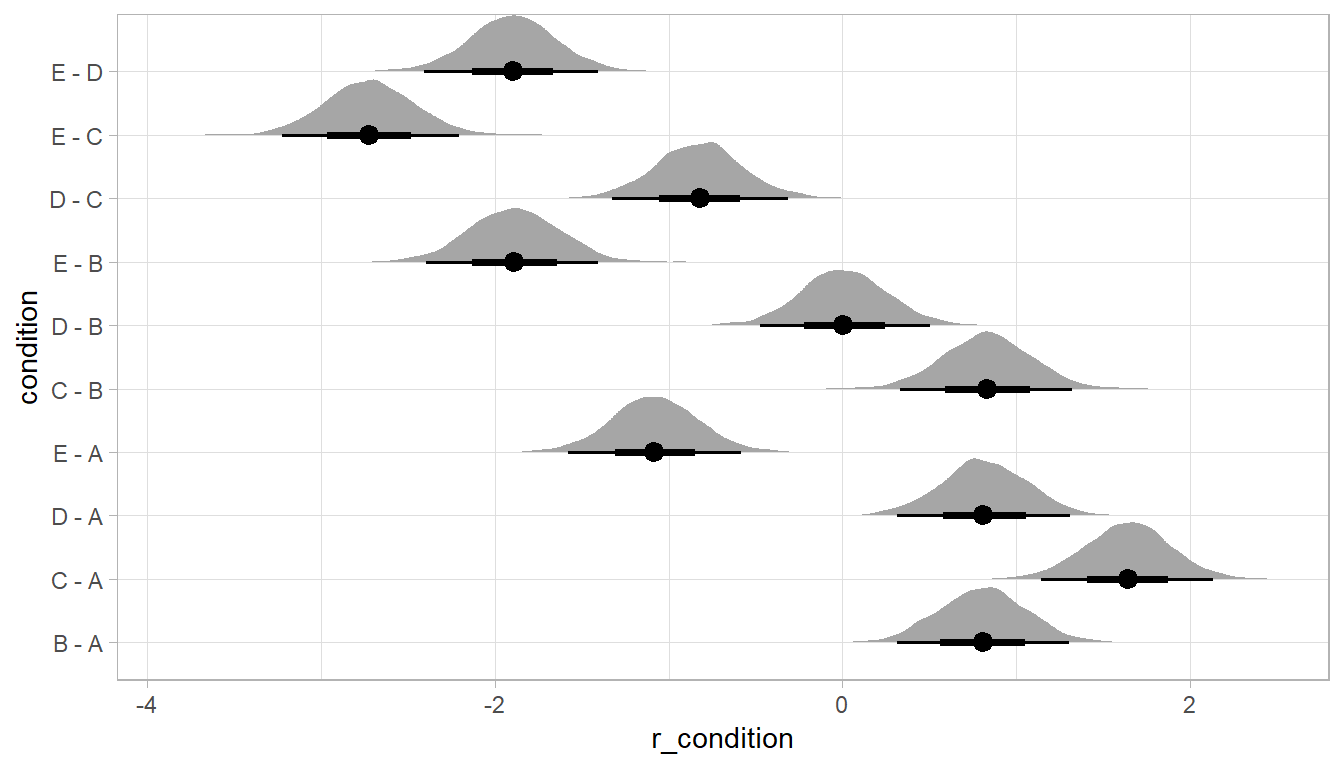 E - D
E - C
D - C
E - B
D - B
C - B
E - A
D - A
C - A
B - A
condition
-4 -2 0 2
r_condition